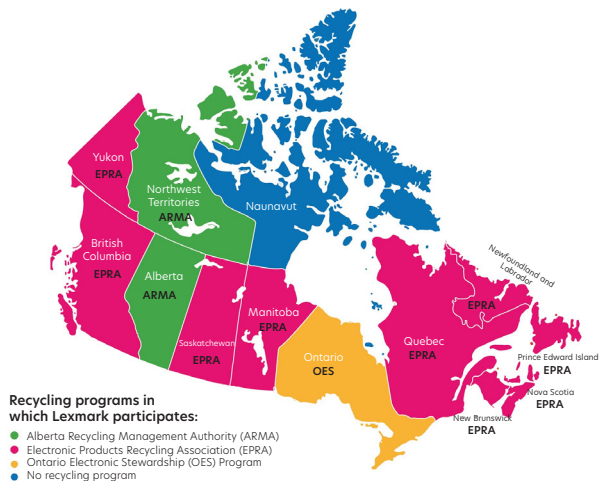 Yukon
EPRA
Northwest
Territories
ARMA
Naunavut
British
Columbia
EPRA
Alberta
ARMA
Saskatchewan
EPRA
Manitoba
EPRA
Ontario
OES
Quebec
EPRA
Newfoundland and
Labrador
EPRA
Prince Edward Island
EPRA
Nova Scotia
EPRA
New Brunswick
EPRA
Recycling programs in
which Lexmark participates:
Alberta Recycling Management Authority (ARMA)
Electronic Products Recycling Association (EPRA)
Ontario Electronic Stewardship (OES) Program
No recycling program